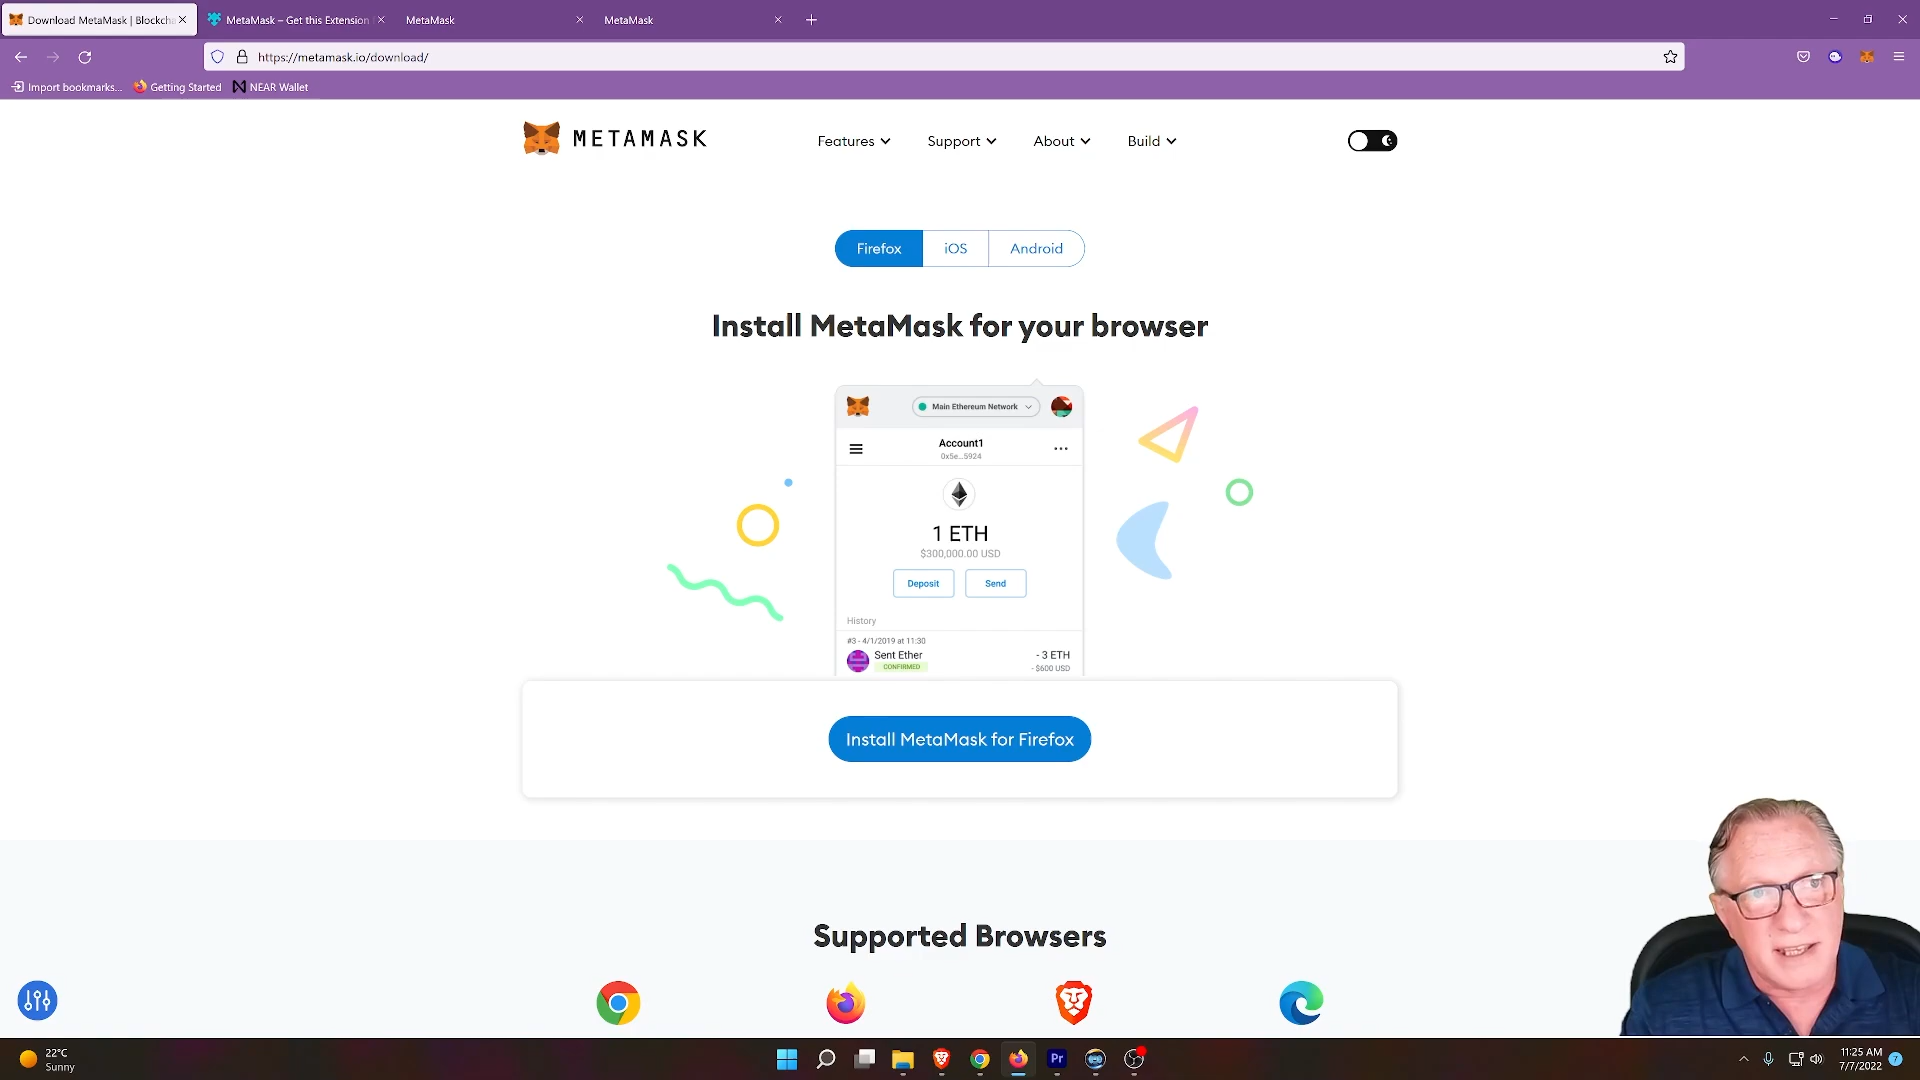 Download MetaMask | Blockcha
MetaMask – Get this Extension
MetaMask
MetaMask
https://metamask.io/download/
Import bookmarks...
Getting Started
NEAR Wallet
METAMASK
Features
Support
About
Build
Firefox
iOS
Android
Install MetaMask for your browser
Main Ethereum Network
Account1
0x5e...5924
1 ETH
$300,000.00 USD
Deposit
Send
History
#3 - 4/1/2019 at 11:30
Sent Ether
- 3 ETH
CONFIRMED
- $600 USD
Install MetaMask for Firefox
Supported Browsers
22°C
Sunny
Pr
11:25 AM
7/7/2022
7